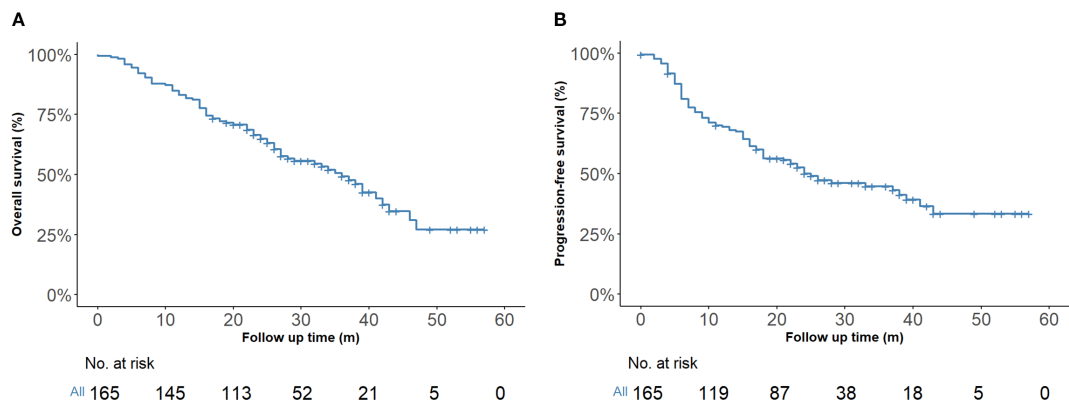 A
Overall survival (%)
100%
75%
50%
25%
0%
0 10 20 30 40 50 60
Follow up time (m)
No. at risk
All 165 145 113 52 21 5 0
B
Progression-free survival (%)
100%
75%
50%
25%
0%
0 10 20 30 40 50 60
Follow up time (m)
No. at risk
All 165 119 87 38 18 5 0